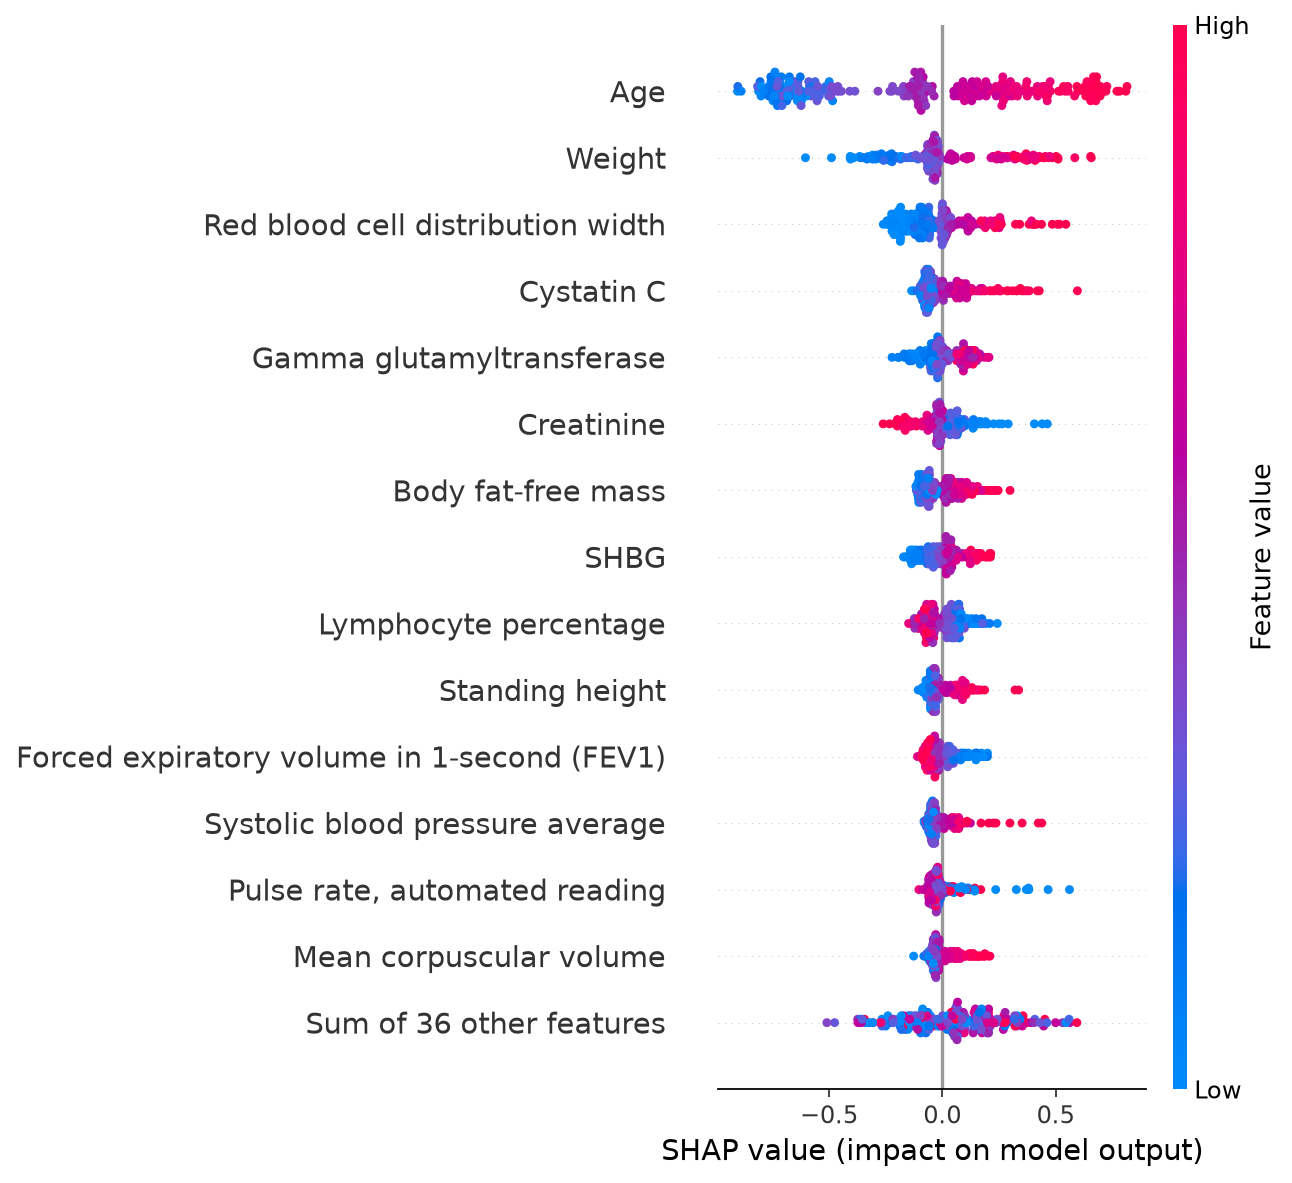 High
Age
Weight
Red blood cell distribution width
Cystatin C
Gamma glutamyltransferase
Creatinine
Body fat-free mass
SHBG
Lymphocyte percentage
Standing height
Forced expiratory volume in 1-second (FEV1)
Systolic blood pressure average
Pulse rate, automated reading
Mean corpuscular volume
Sum of 36 other features
Feature value
Low
−0.5 0.0 0.5
SHAP value (impact on model output)